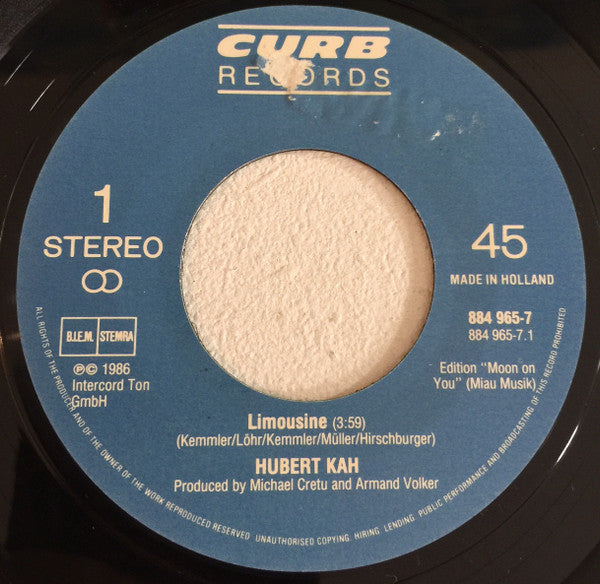 CURB
RECORDS
1
STEREO
45
MADE IN HOLLAND
B.I.E.M. STEMRA
884 965-7
884 965-7.1
℗© 1986
Intercord Ton
GmbH
Edition "Moon on
You" (Miau Musik)
Limousine (3:59)
(Kemmler/Löhr/Kemmler/Müller/Hirschburger)
HUBERT KAH
Produced by Michael Cretu and Armand Volker
ALL RIGHTS OF THE PRODUCER AND OF THE OWNER OF THE WORK REPRODUCED RESERVED UNAUTHORISED COPYING, HIRING, LENDING, PUBLIC PERFORMANCE AND BROADCASTING OF THIS RECORD PROHIBITED